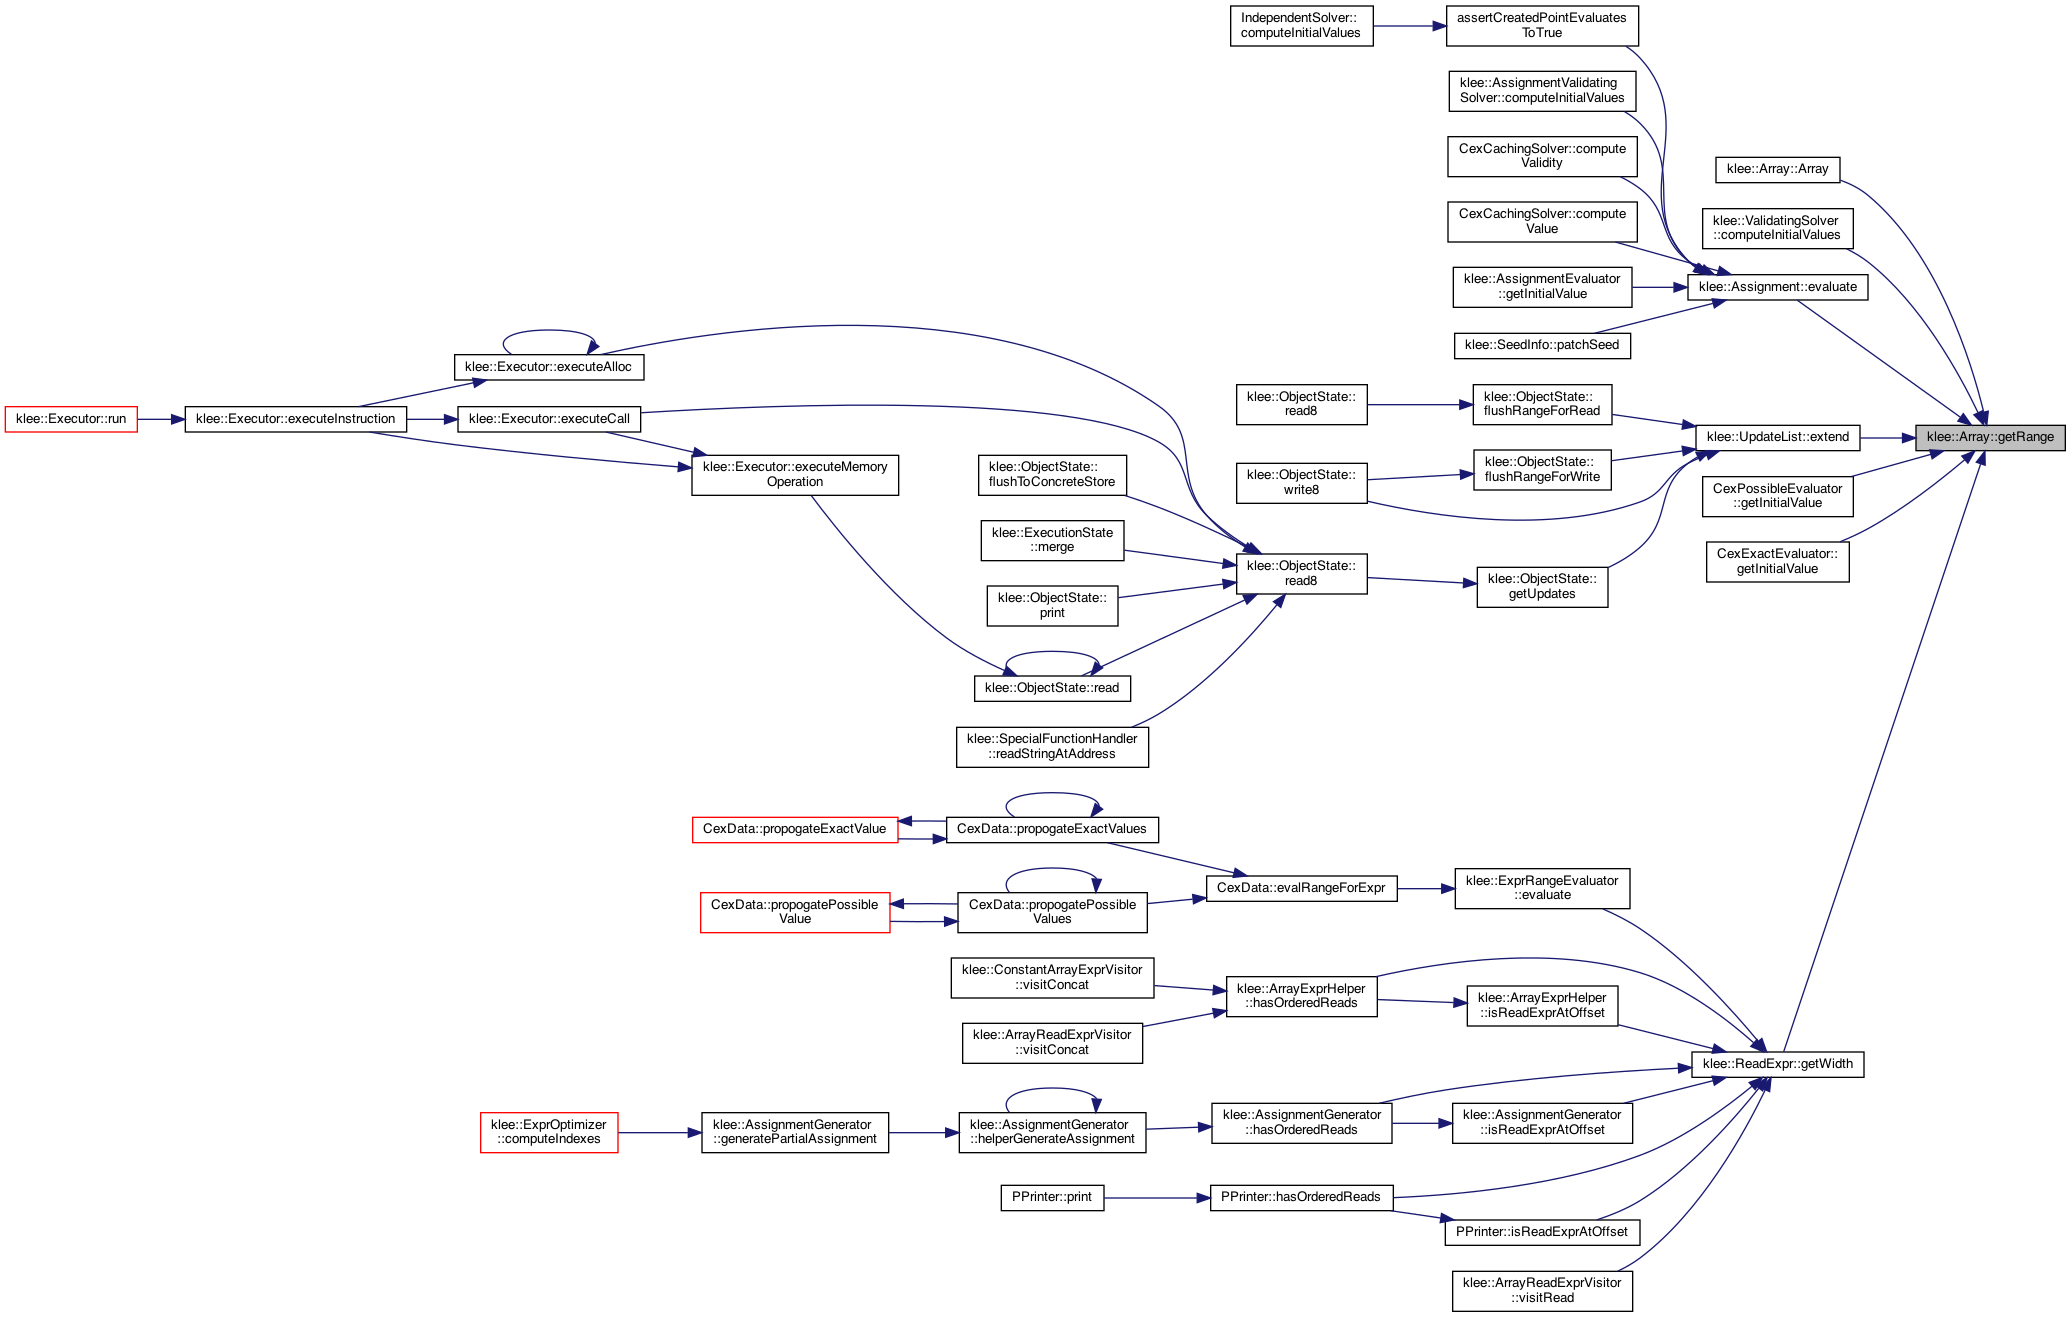 IndependentSolver::
computeInitialValues
assertCreatedPointEvaluates
ToTrue
klee::AssignmentValidating
Solver::computeInitialValues
CexCachingSolver::compute
Validity
klee::Array::Array
CexCachingSolver::compute
Value
klee::ValidatingSolver
::computeInitialValues
klee::AssignmentEvaluator
::getInitialValue
klee::Assignment::evaluate
klee::SeedInfo::patchSeed
klee::Executor::executeAlloc
klee::Executor::run
klee::Executor::executeInstruction
klee::Executor::executeCall
klee::ObjectState::
read8
klee::ObjectState::
flushRangeForRead
klee::UpdateList::extend
klee::Array::getRange
klee::Executor::executeMemory
Operation
klee::ObjectState::
flushToConcreteStore
klee::ObjectState::
write8
klee::ObjectState::
flushRangeForWrite
CexPossibleEvaluator
::getInitialValue
klee::ExecutionState
::merge
CexExactEvaluator::
getInitialValue
klee::ObjectState::
read8
klee::ObjectState::
getUpdates
klee::ObjectState::
print
klee::ObjectState::read
klee::SpecialFunctionHandler
::readStringAtAddress
CexData::propogateExactValue
CexData::propogateExactValues
CexData::propogatePossible
Value
CexData::propogatePossible
Values
CexData::evalRangeForExpr
klee::ExprRangeEvaluator
::evaluate
klee::ConstantArrayExprVisitor
::visitConcat
klee::ArrayExprHelper
::hasOrderedReads
klee::ArrayExprHelper
::isReadExprAtOffset
klee::ArrayReadExprVisitor
::visitConcat
klee::ReadExpr::getWidth
klee::ExprOptimizer
::computeIndexes
klee::AssignmentGenerator
::generatePartialAssignment
klee::AssignmentGenerator
::helperGenerateAssignment
klee::AssignmentGenerator
::hasOrderedReads
klee::AssignmentGenerator
::isReadExprAtOffset
PPrinter::print
PPrinter::hasOrderedReads
PPrinter::isReadExprAtOffset
klee::ArrayReadExprVisitor
::visitRead